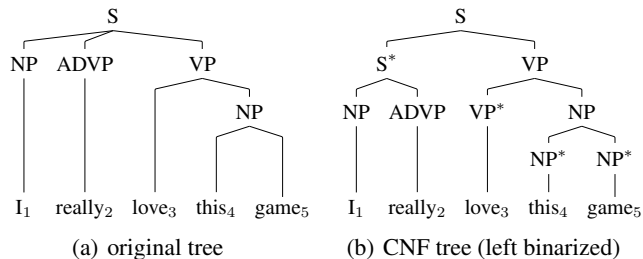 S S
NP ADVP VP S* VP
NP NP ADVP VP* NP
NP* NP*
I₁ really₂ love₃ this₄ game₅ I₁ really₂ love₃ this₄ game₅
(a) original tree (b) CNF tree (left binarized)